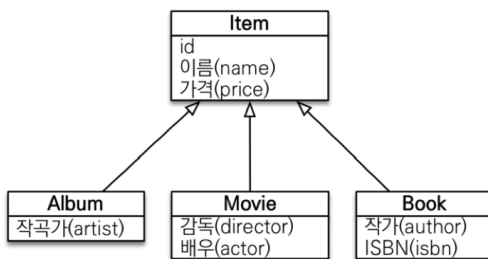 Item
id
이름(name)
가격(price)
Album
작곡가(artist)
Movie
감독(director)
배우(actor)
Book
작가(author)
ISBN(isbn)